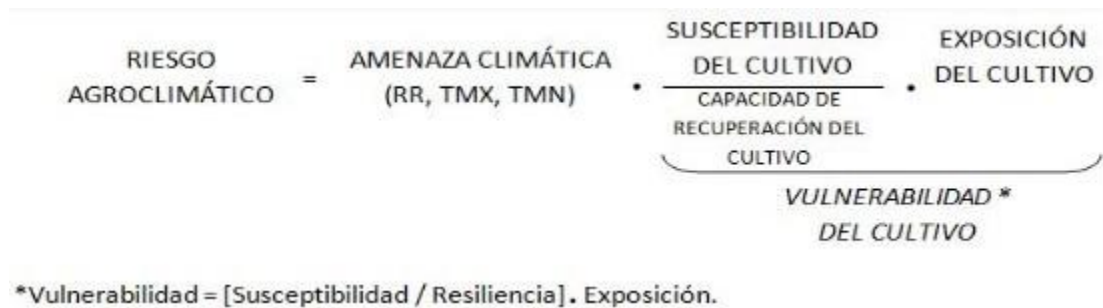 RIESGO
AGROCLIMÁTICO
=
AMENAZA CLIMÁTICA
(RR, TMX, TMN)
.
SUSCEPTIBILIDAD
DEL CULTIVO
CAPACIDAD DE
RECUPERACIÓN DEL
CULTIVO
.
EXPOSICIÓN
DEL CULTIVO
VULNERABILIDAD *
DEL CULTIVO
*Vulnerabilidad = [Susceptibilidad / Resiliencia]. Exposición.